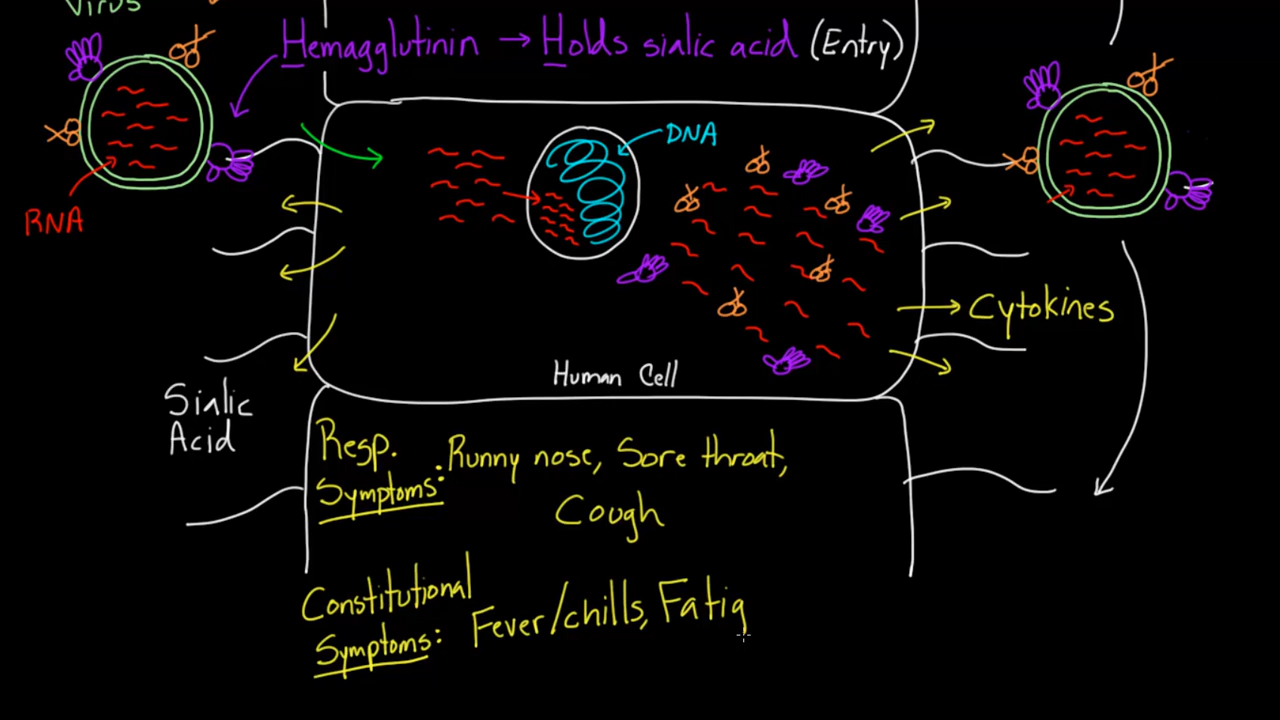 Virus
Hemagglutinin → Holds sialic acid (Entry)
DNA
RNA
Cytokines
Human Cell
Sialic
Acid
Resp.
Symptoms: Runny nose, Sore throat,
Cough
Constitutional
Symptoms: Fever/chills, Fatig